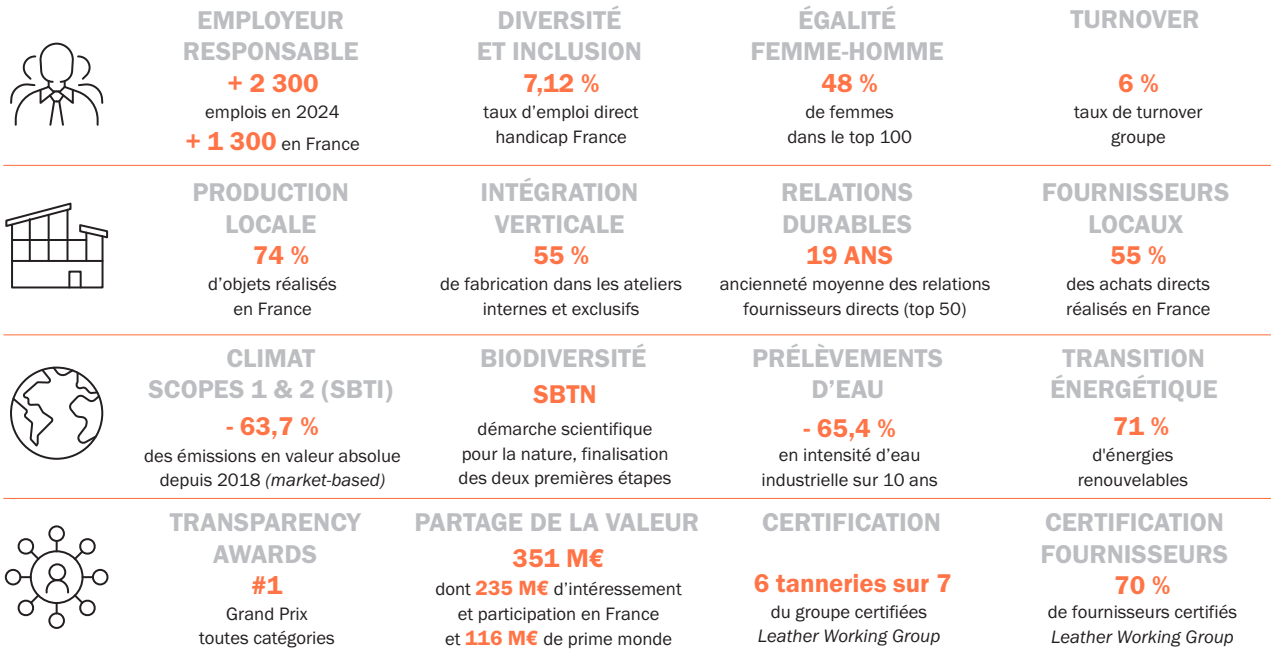 EMPLOYEUR
RESPONSABLE
+ 2 300
emplois en 2024
+ 1 300 en France
DIVERSITÉ
ET INCLUSION
7,12 %
taux d'emploi direct
handicap France
ÉGALITÉ
FEMME-HOMME
48 %
de femmes
dans le top 100
TURNOVER
6 %
taux de turnover
groupe
PRODUCTION
LOCALE
74 %
d'objets réalisés
en France
INTÉGRATION
VERTICALE
55 %
de fabrication dans les ateliers
internes et exclusifs
RELATIONS
DURABLES
19 ANS
ancienneté moyenne des relations
fournisseurs directs (top 50)
FOURNISSEURS
LOCAUX
55 %
des achats directs
réalisés en France
CLIMAT
SCOPES 1 & 2 (SBTI)
- 63,7 %
des émissions en valeur absolue
depuis 2018 (market-based)
BIODIVERSITÉ
SBTN
démarche scientifique
pour la nature, finalisation
des deux premières étapes
PRÉLÈVEMENTS
D'EAU
- 65,4 %
en intensité d'eau
industrielle sur 10 ans
TRANSITION
ÉNERGÉTIQUE
71 %
d'énergies
renouvelables
TRANSPARENCY
AWARDS
#1
Grand Prix
toutes catégories
PARTAGE DE LA VALEUR
351 M€
dont 235 M€ d'intéressement
et participation en France
et 116 M€ de prime monde
CERTIFICATION
6 tanneries sur 7
du groupe certifiées
Leather Working Group
CERTIFICATION
FOURNISSEURS
70 %
de fournisseurs certifiés
Leather Working Group